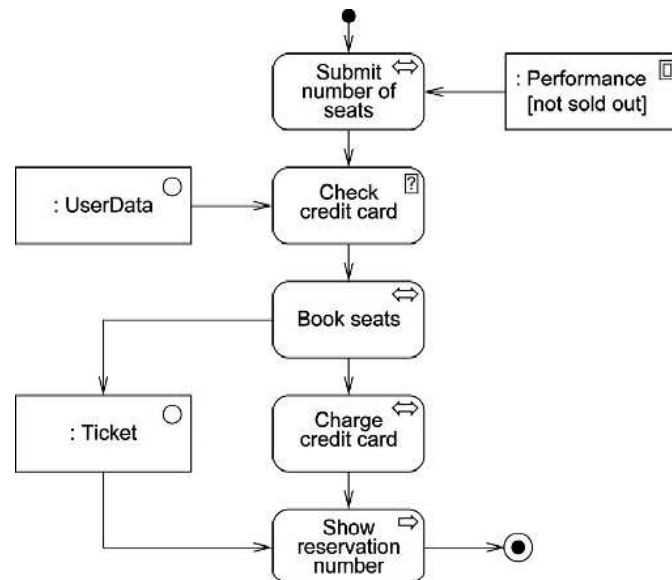 Submit
number of
seats
: Performance
[not sold out]
: UserData
Check
credit card
?
Book seats
: Ticket
Charge
credit card
Show
reservation
number